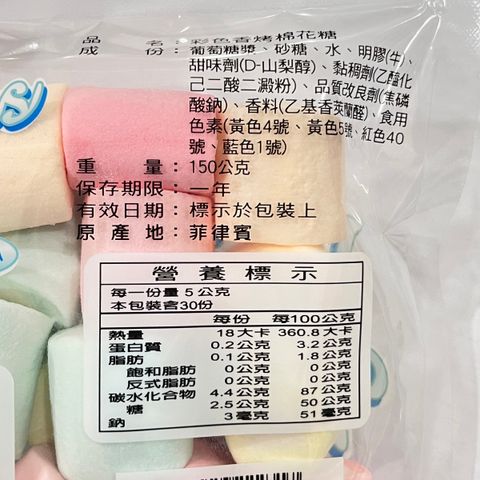 品　　名：彩色香烤棉花糖
成　　份：葡萄糖漿、砂糖、水、明膠(牛)、
甜味劑(D-山梨醇)、黏稠劑(乙醯化
己二酸二澱粉)、品質改良劑(焦磷
酸鈉)、香料(乙基香莢蘭醛)、食用
色素(黃色4號、黃色5號、紅色40
號、藍色1號)
重　　量：150公克
保存期限：一年
有效日期：標示於包裝上
原 產 地：菲律賓
營養標示
每一份量 5公克
本包裝含30份
每份 每100公克
熱量 18大卡 360.8大卡
蛋白質 0.2公克 3.2公克
脂肪 0.1公克 1.8公克
飽和脂肪 0公克 0公克
反式脂肪 0公克 0公克
碳水化合物 4.4公克 87公克
糖 2.5公克 50公克
鈉 3毫克 51毫克